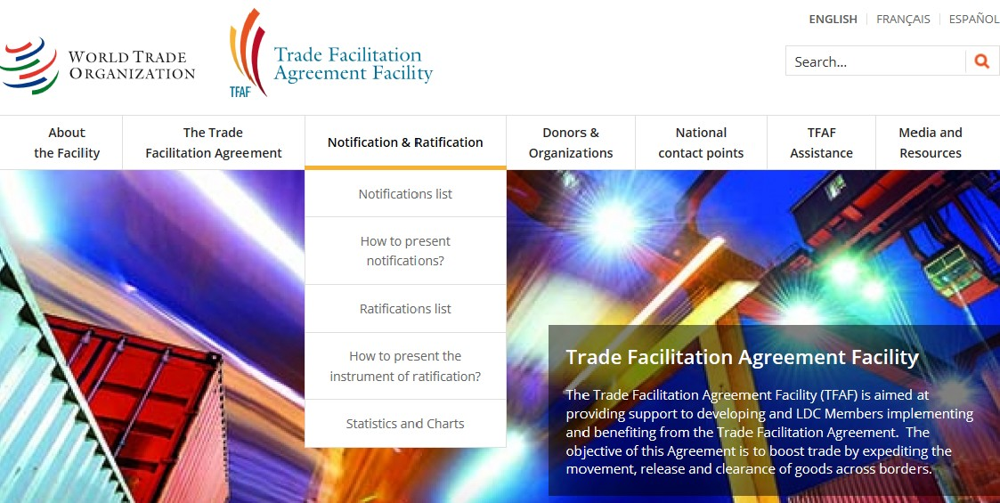 ENGLISH
FRANÇAIS
ESPAÑOL
WORLD TRADE
ORGANIZATION
TFAF
Trade Facilitation
Agreement Facility
Search...
About
the Facility
The Trade
Facilitation Agreement
Notification & Ratification
Donors &
Organizations
National
contact points
TFAF
Assistance
Media and
Resources
Notifications list
How to present
notifications?
Ratifications list
How to present the
instrument of ratification?
Statistics and Charts
Trade Facilitation Agreement Facility
The Trade Facilitation Agreement Facility (TFAF) is aimed at
providing support to developing and LDC Members implementing
and benefiting from the Trade Facilitation Agreement. The
objective of this Agreement is to boost trade by expediting the
movement, release and clearance of goods across borders.